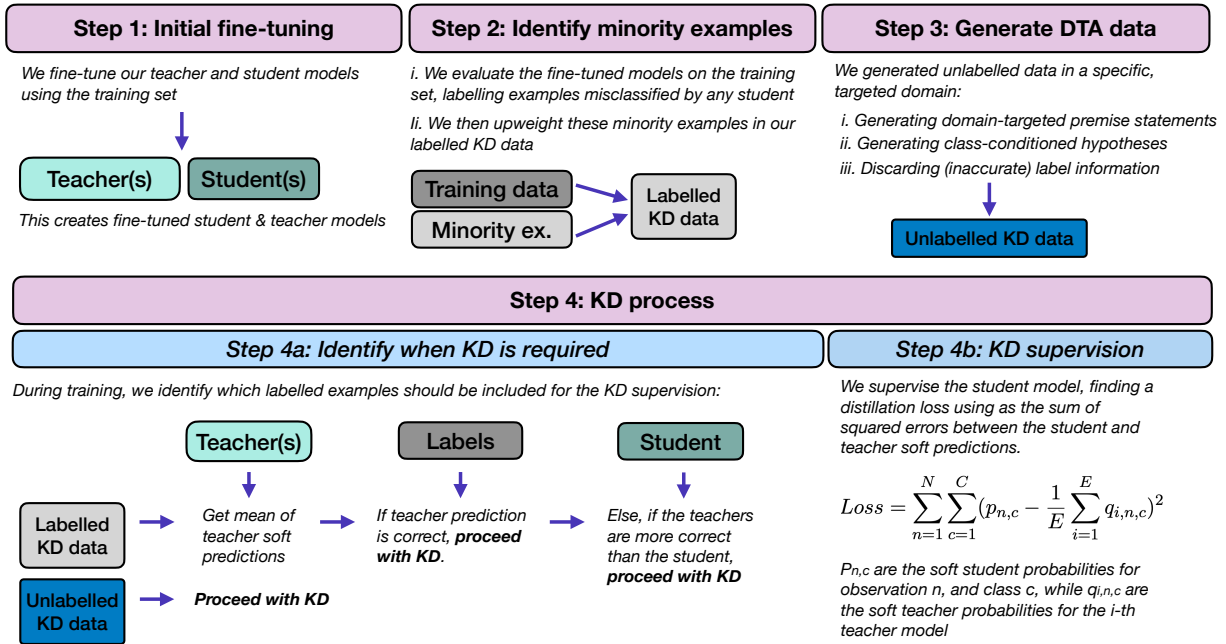 Step 1: Initial fine-tuning
We fine-tune our teacher and student models
using the training set
Teacher(s)
Student(s)
This creates fine-tuned student & teacher models
Step 2: Identify minority examples
i. We evaluate the fine-tuned models on the training
set, labelling examples misclassified by any student
Ii. We then upweight these minority examples in our
labelled KD data
Training data
Minority ex.
Labelled
KD data
Step 3: Generate DTA data
We generated unlabelled data in a specific,
targeted domain:
i. Generating domain-targeted premise statements
ii. Generating class-conditioned hypotheses
iii. Discarding (inaccurate) label information
Unlabelled KD data
Step 4: KD process
Step 4a: Identify when KD is required
During training, we identify which labelled examples should be included for the KD supervision:
Teacher(s)
Labels
Student
Labelled
KD data
Get mean of
teacher soft
predictions
If teacher prediction
is correct, proceed
with KD.
Else, if the teachers
are more correct
than the student,
proceed with KD
Unlabelled
KD data
Proceed with KD
Step 4b: KD supervision
We supervise the student model, finding a
distillation loss using as the sum of
squared errors between the student and
teacher soft predictions.
$Loss = \sum_{n=1}^{N} \sum_{c=1}^{C} (p_{n,c} - \frac{1}{E} \sum_{i=1}^{E} q_{i,n,c})^2$
Pn,c are the soft student probabilities for
observation n, and class c, while qi,n,c are
the soft teacher probabilities for the i-th
teacher model